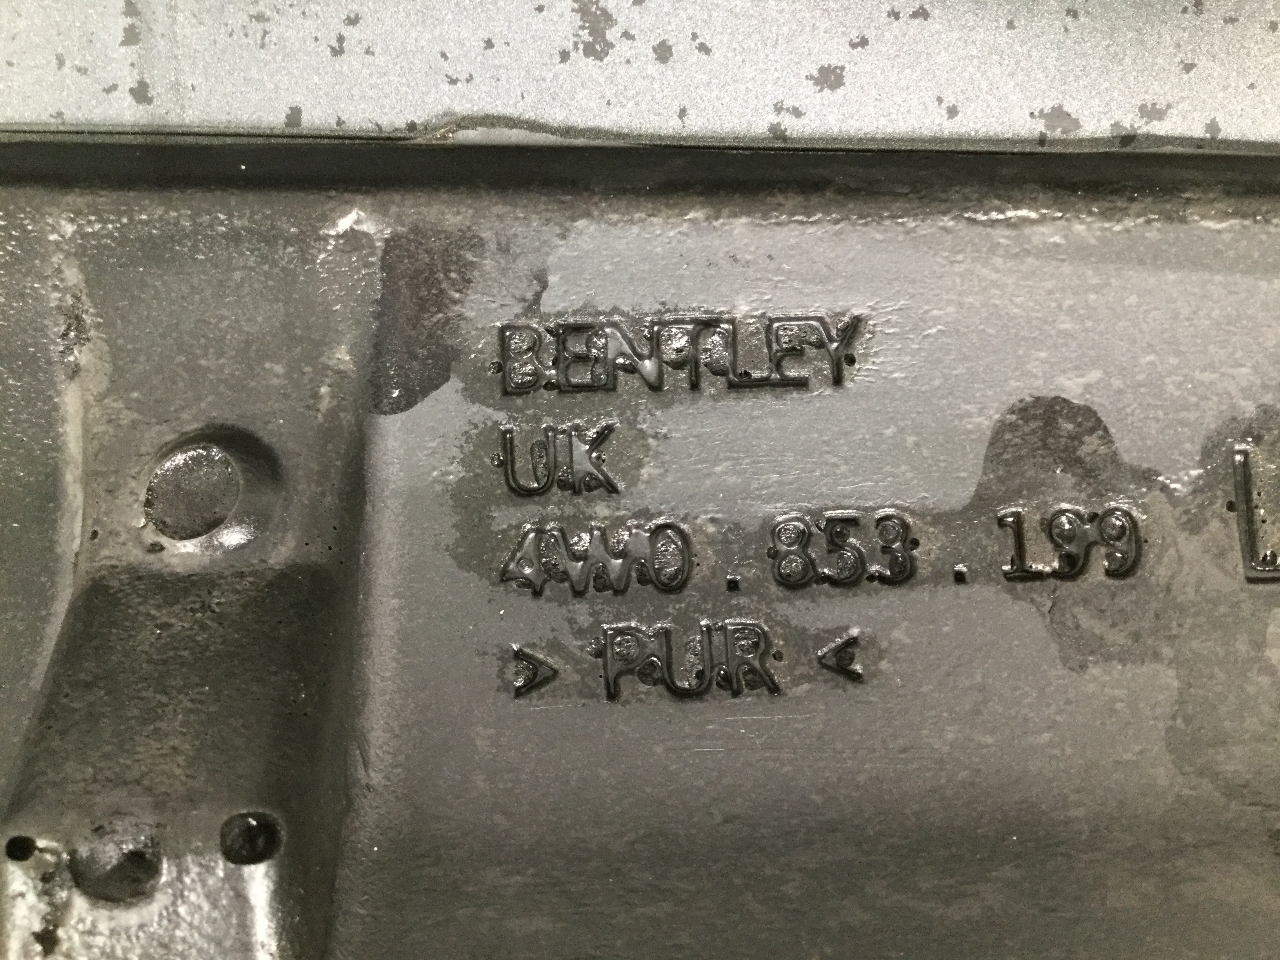 BENTLEY
UK
4W0.853.199
> PUR <